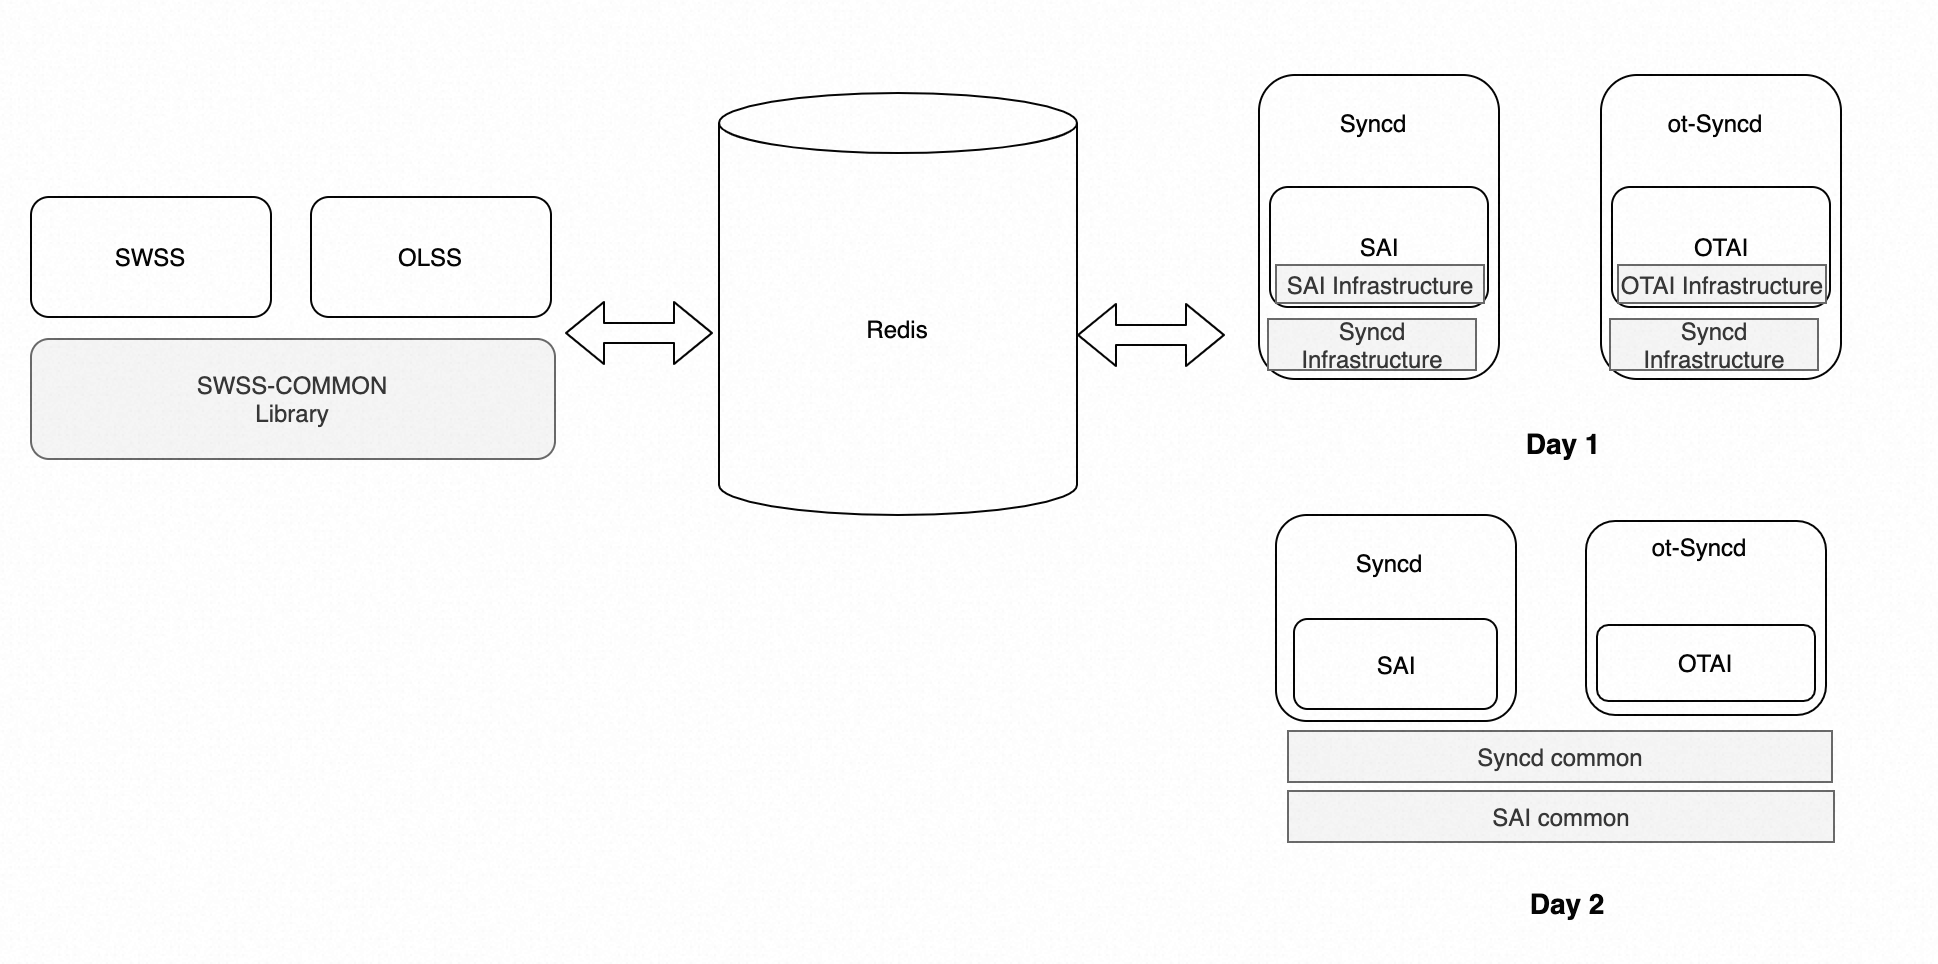 SWSS
OLSS
SWSS-COMMON
Library
Redis
Syncd
SAI
SAI Infrastructure
Syncd
Infrastructure
ot-Syncd
OTAI
OTAI Infrastructure
Syncd
Infrastructure
Day 1
Syncd
SAI
ot-Syncd
OTAI
Syncd common
SAI common
Day 2